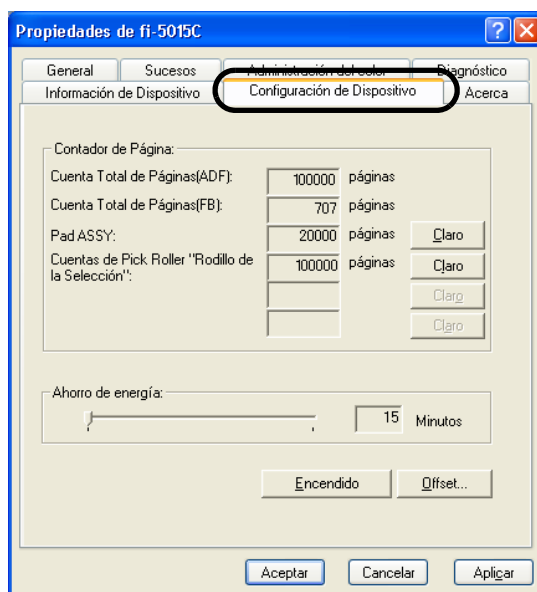 Propiedades de fi-5015C
General Sucesos Administración del color Diagnóstico
Información de Dispositivo Configuración de Dispositivo Acerca
Contador de Página:
Cuenta Total de Páginas(ADF): 100000 páginas
Cuenta Total de Páginas(FB): 707 páginas
Pad ASSY: 20000 páginas Claro
Cuentas de Pick Roller "Rodillo de la Selección": 100000 páginas Claro
Claro
Claro
Ahorro de energía:
15 Minutos
Encendido Offset...
Aceptar Cancelar Aplicar